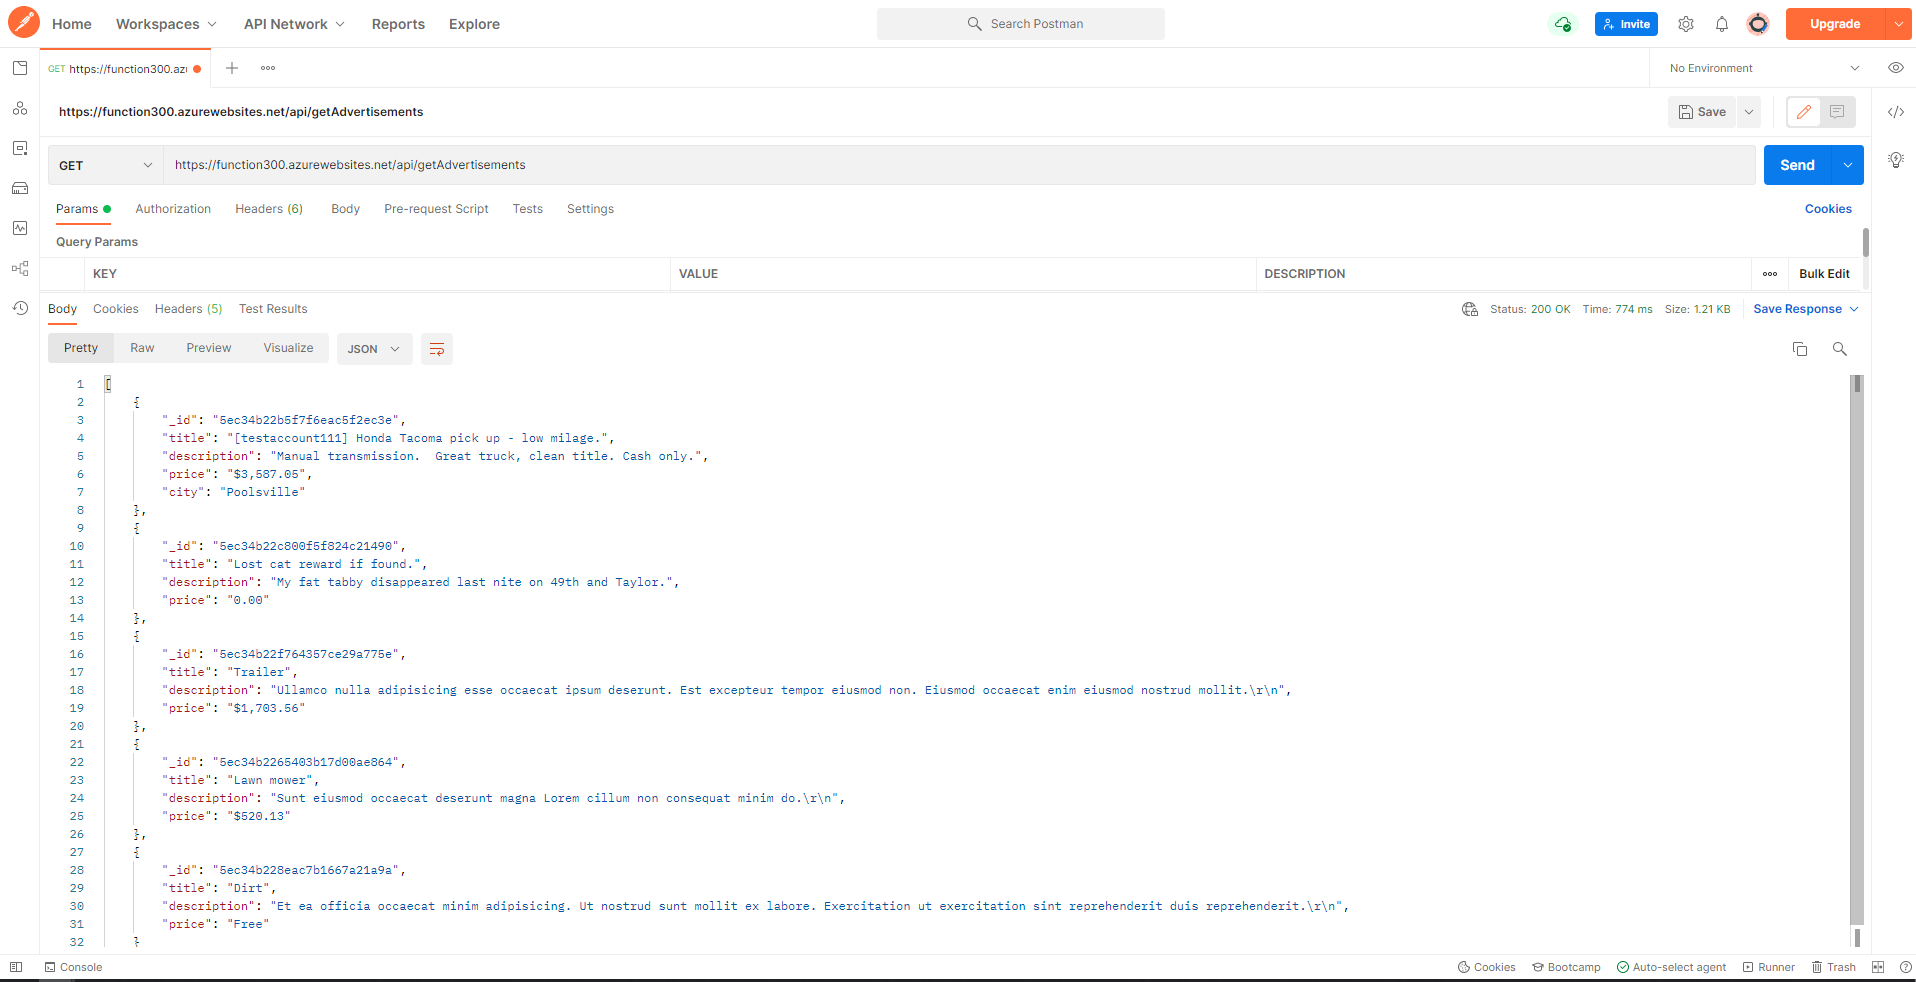 Home Workspaces API Network Reports Explore Search Postman Invite Upgrade
GET https://function300.az No Environment
https://function300.azurewebsites.net/api/getAdvertisements Save
GET https://function300.azurewebsites.net/api/getAdvertisements Send
Params Authorization Headers (6) Body Pre-request Script Tests Settings Cookies
Query Params
KEY VALUE DESCRIPTION Bulk Edit
Body Cookies Headers (5) Test Results Status: 200 OK Time: 774 ms Size: 1.21 KB Save Response
Pretty Raw Preview Visualize JSON
1 [
2 {
3 "_id": "5ec34b22b5f7f6eac5f2ec3e",
4 "title": "[testaccount111] Honda Tacoma pick up - low milage.",
5 "description": "Manual transmission.  Great truck, clean title. Cash only.",
6 "price": "$3,587.05",
7 "city": "Poolsville"
8 },
9 {
10 "_id": "5ec34b22c800f5f824c21490",
11 "title": "Lost cat reward if found.",
12 "description": "My fat tabby disappeared last nite on 49th and Taylor.",
13 "price": "0.00"
14 },
15 {
16 "_id": "5ec34b22f764357ce29a775e",
17 "title": "Trailer",
18 "description": "Ullamco nulla adipisicing esse occaecat ipsum deserunt. Est excepteur tempor eiusmod non. Eiusmod occaecat enim eiusmod nostrud mollit.\r\n",
19 "price": "$1,703.56"
20 },
21 {
22 "_id": "5ec34b2265403b17d00ae864",
23 "title": "Lawn mower",
24 "description": "Sunt eiusmod occaecat deserunt magna Lorem cillum non consequat minim do.\r\n",
25 "price": "$520.13"
26 },
27 {
28 "_id": "5ec34b228eac7b1667a21a9a",
29 "title": "Dirt",
30 "description": "Et ea officia occaecat minim adipisicing. Ut nostrud sunt mollit ex labore. Exercitation ut exercitation sint reprehenderit duis reprehenderit.\r\n",
31 "price": "Free"
32 }
Console Cookies Bootcamp Auto-select agent Runner Trash